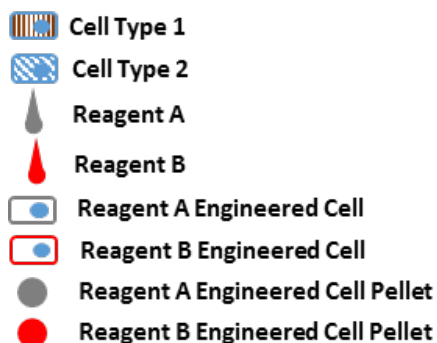 Cell Type 1
Cell Type 2
Reagent A
Reagent B
Reagent A Engineered Cell
Reagent B Engineered Cell
Reagent A Engineered Cell Pellet
Reagent B Engineered Cell Pellet